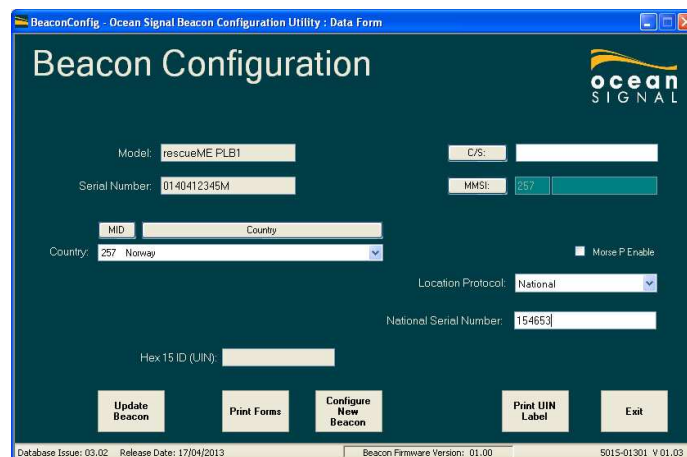 BeaconConfig - Ocean Signal Beacon Configuration Utility : Data Form
Beacon Configuration
ocean
SIGNAL
Model: rescueME PLB1 C/S:
Serial Number: 0140412345M MMSI: 257
MID Country
Country: 257 Norway Morse P Enable
Location Protocol: National
National Serial Number: 154653
Hex 15 ID (UIN):
Update Beacon Print Forms Configure New Beacon Print UIN Label Exit
Database Issue: 03.02 Release Date: 17/04/2013 Beacon Firmware Version: 01.00 501S-01301 V 01.03